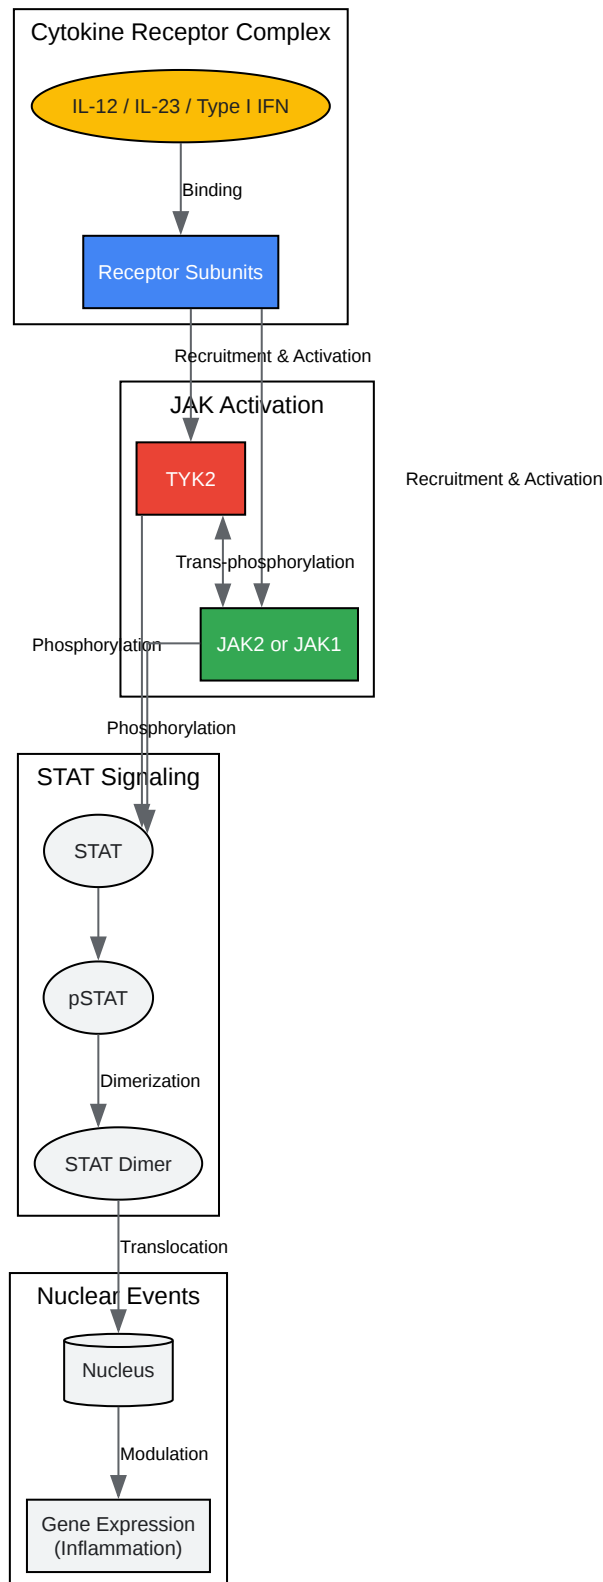 Cytokine Receptor Complex
IL-12 / IL-23 / Type I IFN
Binding
Receptor Subunits
Recruitment & Activation
JAK Activation
TYK2
Recruitment & Activation
Trans-phosphorylation
Phosphorylation
JAK2 or JAK1
Phosphorylation
STAT Signaling
STAT
pSTAT
Dimerization
STAT Dimer
Translocation
Nuclear Events
Nucleus
Modulation
Gene Expression
(Inflammation)